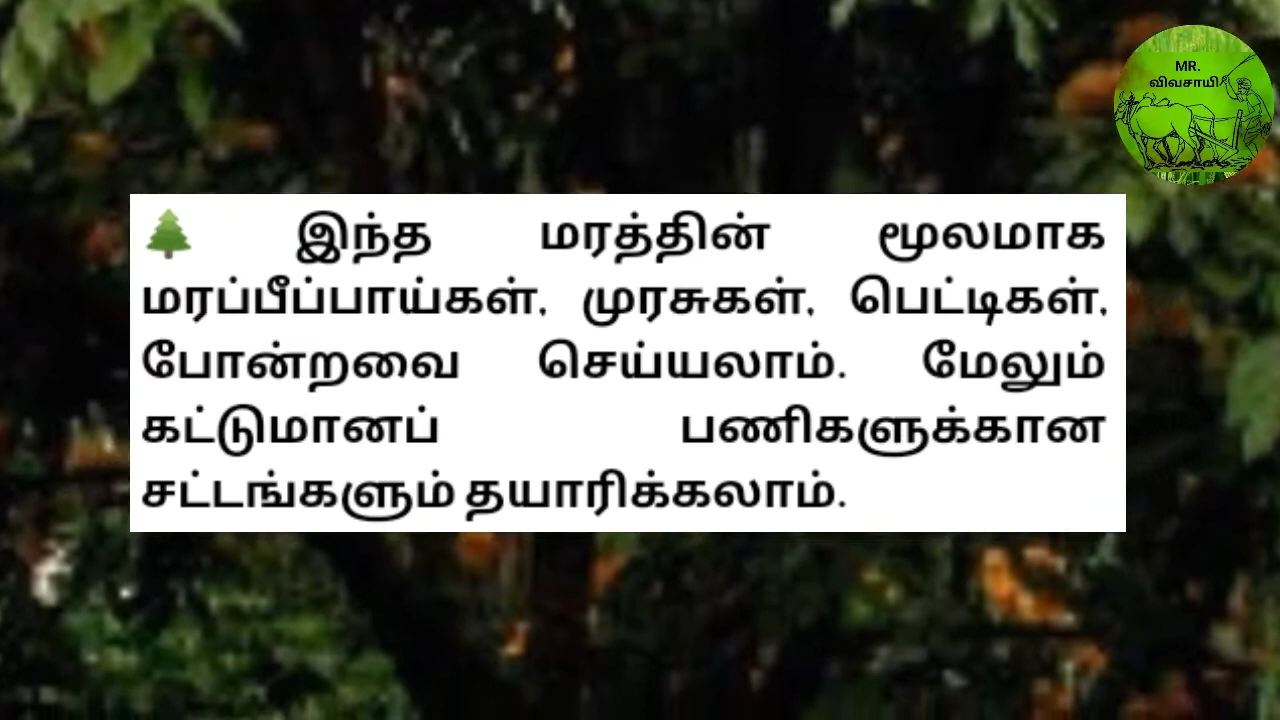 MR.
விவசாயி
🌲 இந்த மரத்தின் மூலமாக
மரப்பீப்பாய்கள், முரசுகள், பெட்டிகள்,
போன்றவை செய்யலாம். மேலும்
கட்டுமானப் பணிகளுக்கான
சட்டங்களும் தயாரிக்கலாம்.